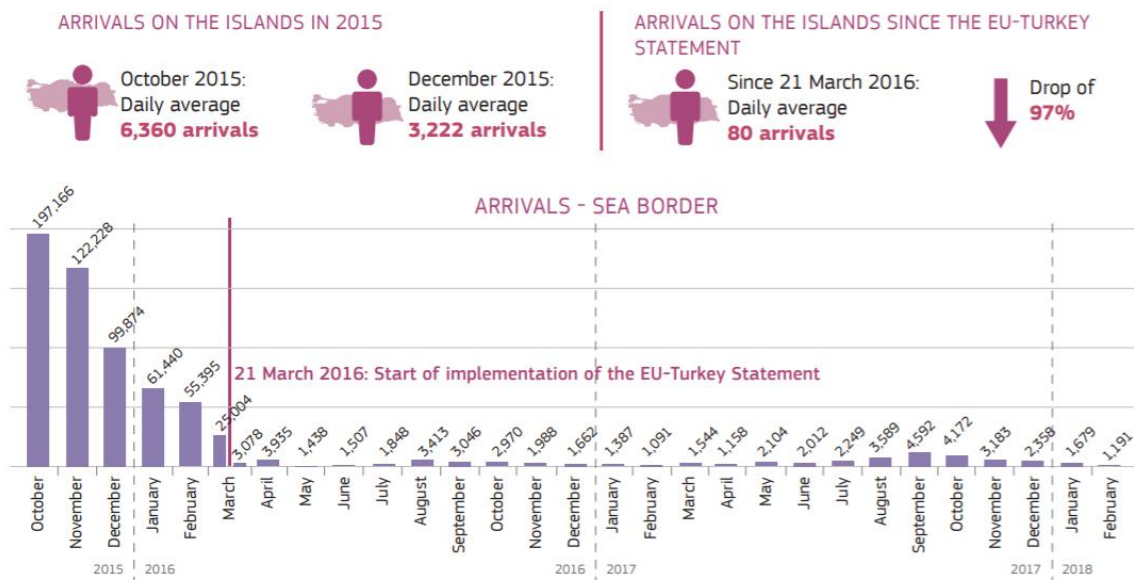 ARRIVALS ON THE ISLANDS IN 2015
October 2015:
Daily average
6,360 arrivals
December 2015:
Daily average
3,222 arrivals
ARRIVALS ON THE ISLANDS SINCE THE EU-TURKEY
STATEMENT
Since 21 March 2016:
Daily average
80 arrivals
Drop of
97%
ARRIVALS - SEA BORDER
197,166
122,228
99,874
61,440
55,395
25,004
3,078
3,935
1,438
1,507
1,848
3,413
3,046
2,970
1,988
1,662
1,387
1,091
1,544
1,158
2,104
2,012
2,249
3,589
4,592
4,172
3,183
2,358
1,679
1,191
21 March 2016: Start of implementation of the EU-Turkey Statement
October
November
December
January
February
March
April
May
June
July
August
September
October
November
December
January
February
March
April
May
June
July
August
September
October
November
December
January
February
2015
2016
2016
2017
2017
2018